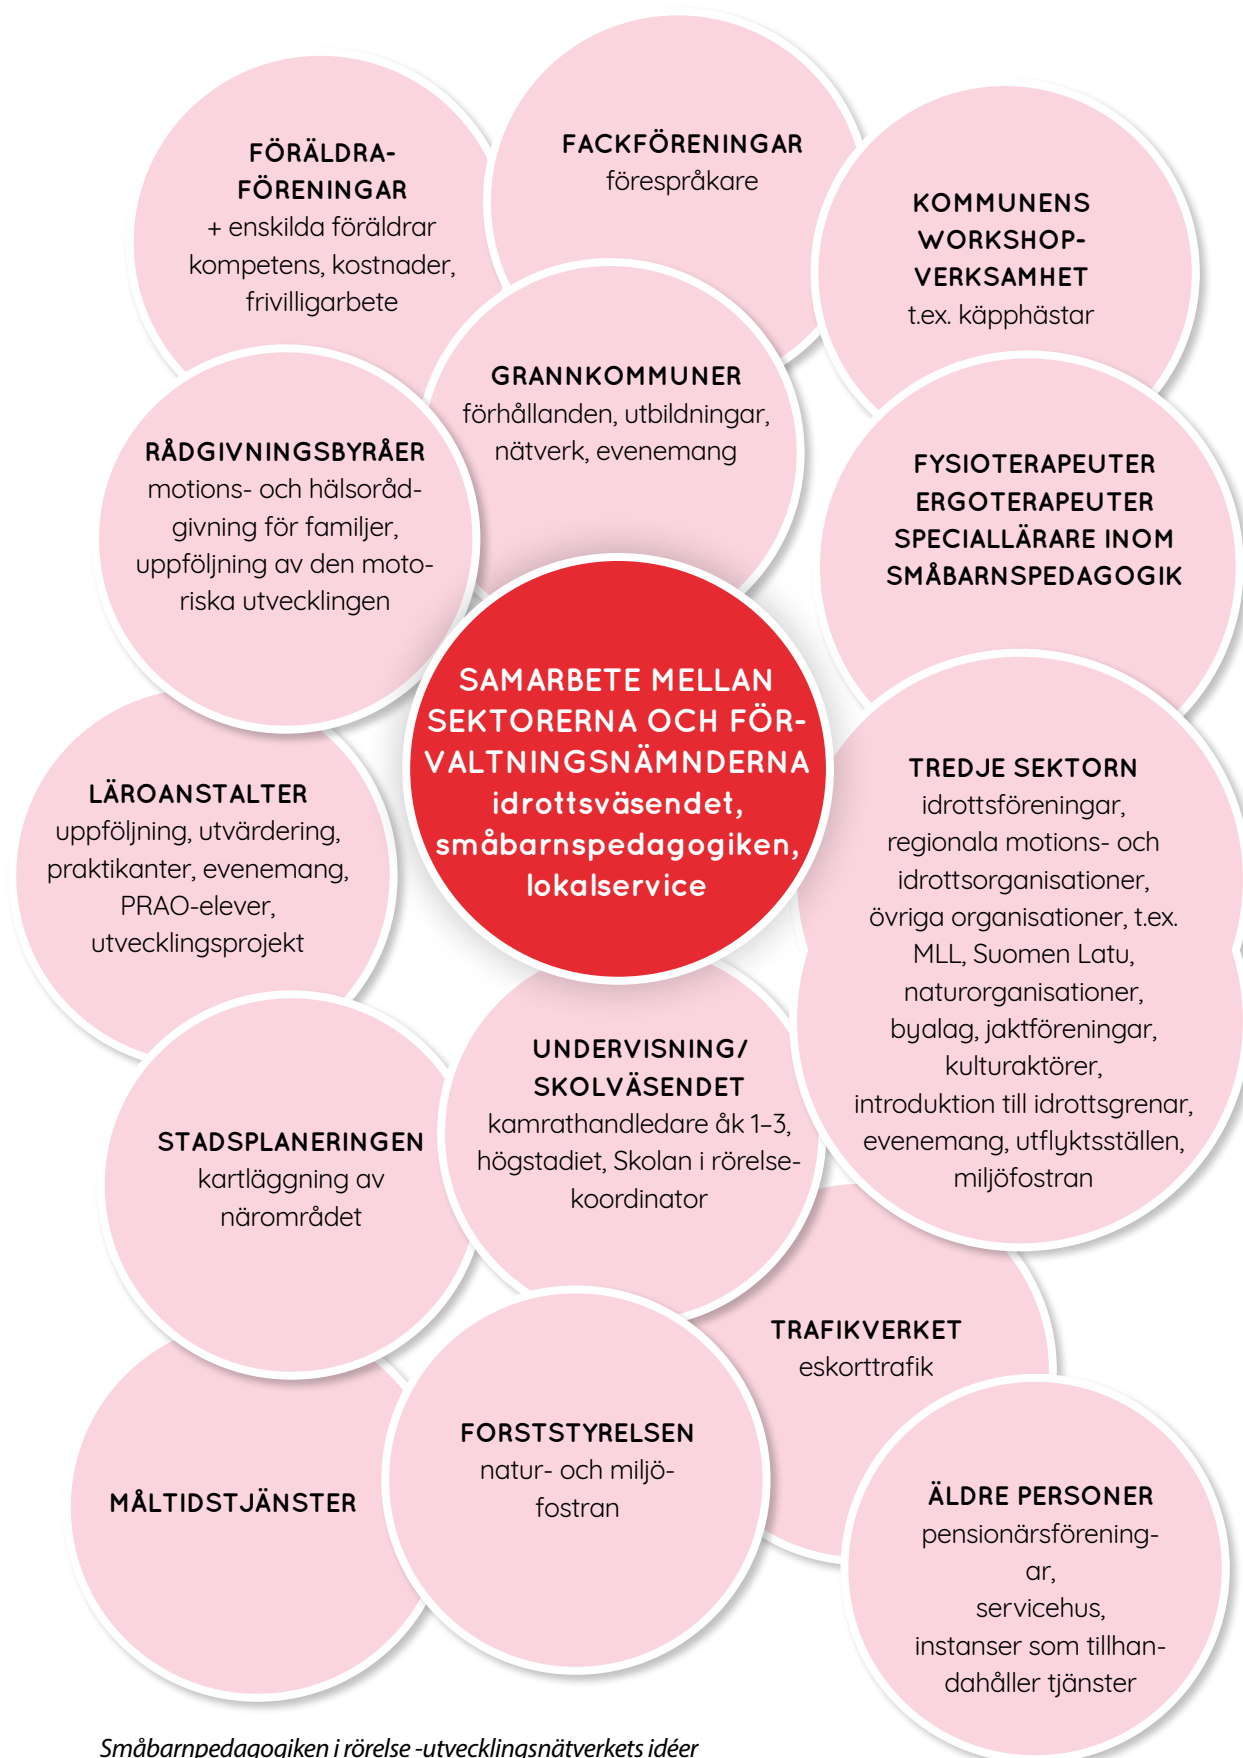 FÖRÄLDRA-
FÖRENINGAR
+ enskilda föräldrar
kompetens, kostnader,
frivilligarbete
FACKFÖRENINGAR
förespråkare
KOMMUNENS
WORKSHOP-
VERKSAMHET
t.ex. käpphästar
GRANNKOMMUNER
förhållanden, utbildningar,
nätverk, evenemang
RÅDGIVNINGSBYRÅER
motions- och hälsoråd-
givning för familjer,
uppföljning av den moto-
riska utvecklingen
FYSIOTERAPEUTER
ERGOTERAPEUTER
SPECIALLÄRARE INOM
SMÅBARNSPEDAGOGIK
SAMARBETE MELLAN
SEKTORERNA OCH FÖR-
VALTNINGSNÄMNDERNA
idrottsväsendet,
småbarnspedagogiken,
lokalservice
LÄROANSTALTER
uppföljning, utvärdering,
praktikanter, evenemang,
PRAO-elever,
utvecklingsprojekt
TREDJE SEKTORN
idrottsföreningar,
regionala motions- och
idrottsorganisationer,
övriga organisationer, t.ex.
MLL, Suomen Latu,
naturorganisationer,
byalag, jaktföreningar,
kulturaktörer,
introduktion till idrottsgrenar,
evenemang, utflyktsställen,
miljöfostran
UNDERVISNING/
SKOLVÄSENDET
kamrathandledare åk 1–3,
högstadiet, Skolan i rörelse-
koordinator
STADSPLANERINGEN
kartläggning av
närområdet
TRAFIKVERKET
eskorttrafik
FORSTSTYRELSEN
natur- och miljö-
fostran
MÅLTIDSTJÄNSTER
ÄLDRE PERSONER
pensionärsförening-
ar,
servicehus,
instanser som tillhan-
dahåller tjänster
Småbarnpedagogiken i rörelse -utvecklingsnätverkets idéer